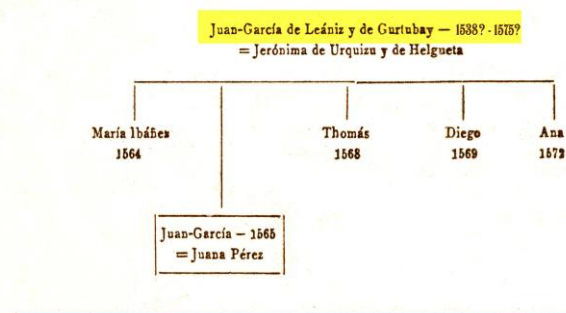 Juan-García de Leániz y de Gurtubay — 1538? - 1575?
= Jerónima de Urquizu y de Helgueta
María Ibáñez
1564
Thomás
1568
Diego
1569
Ana
1572
Juan-García — 1565
= Juana Pérez